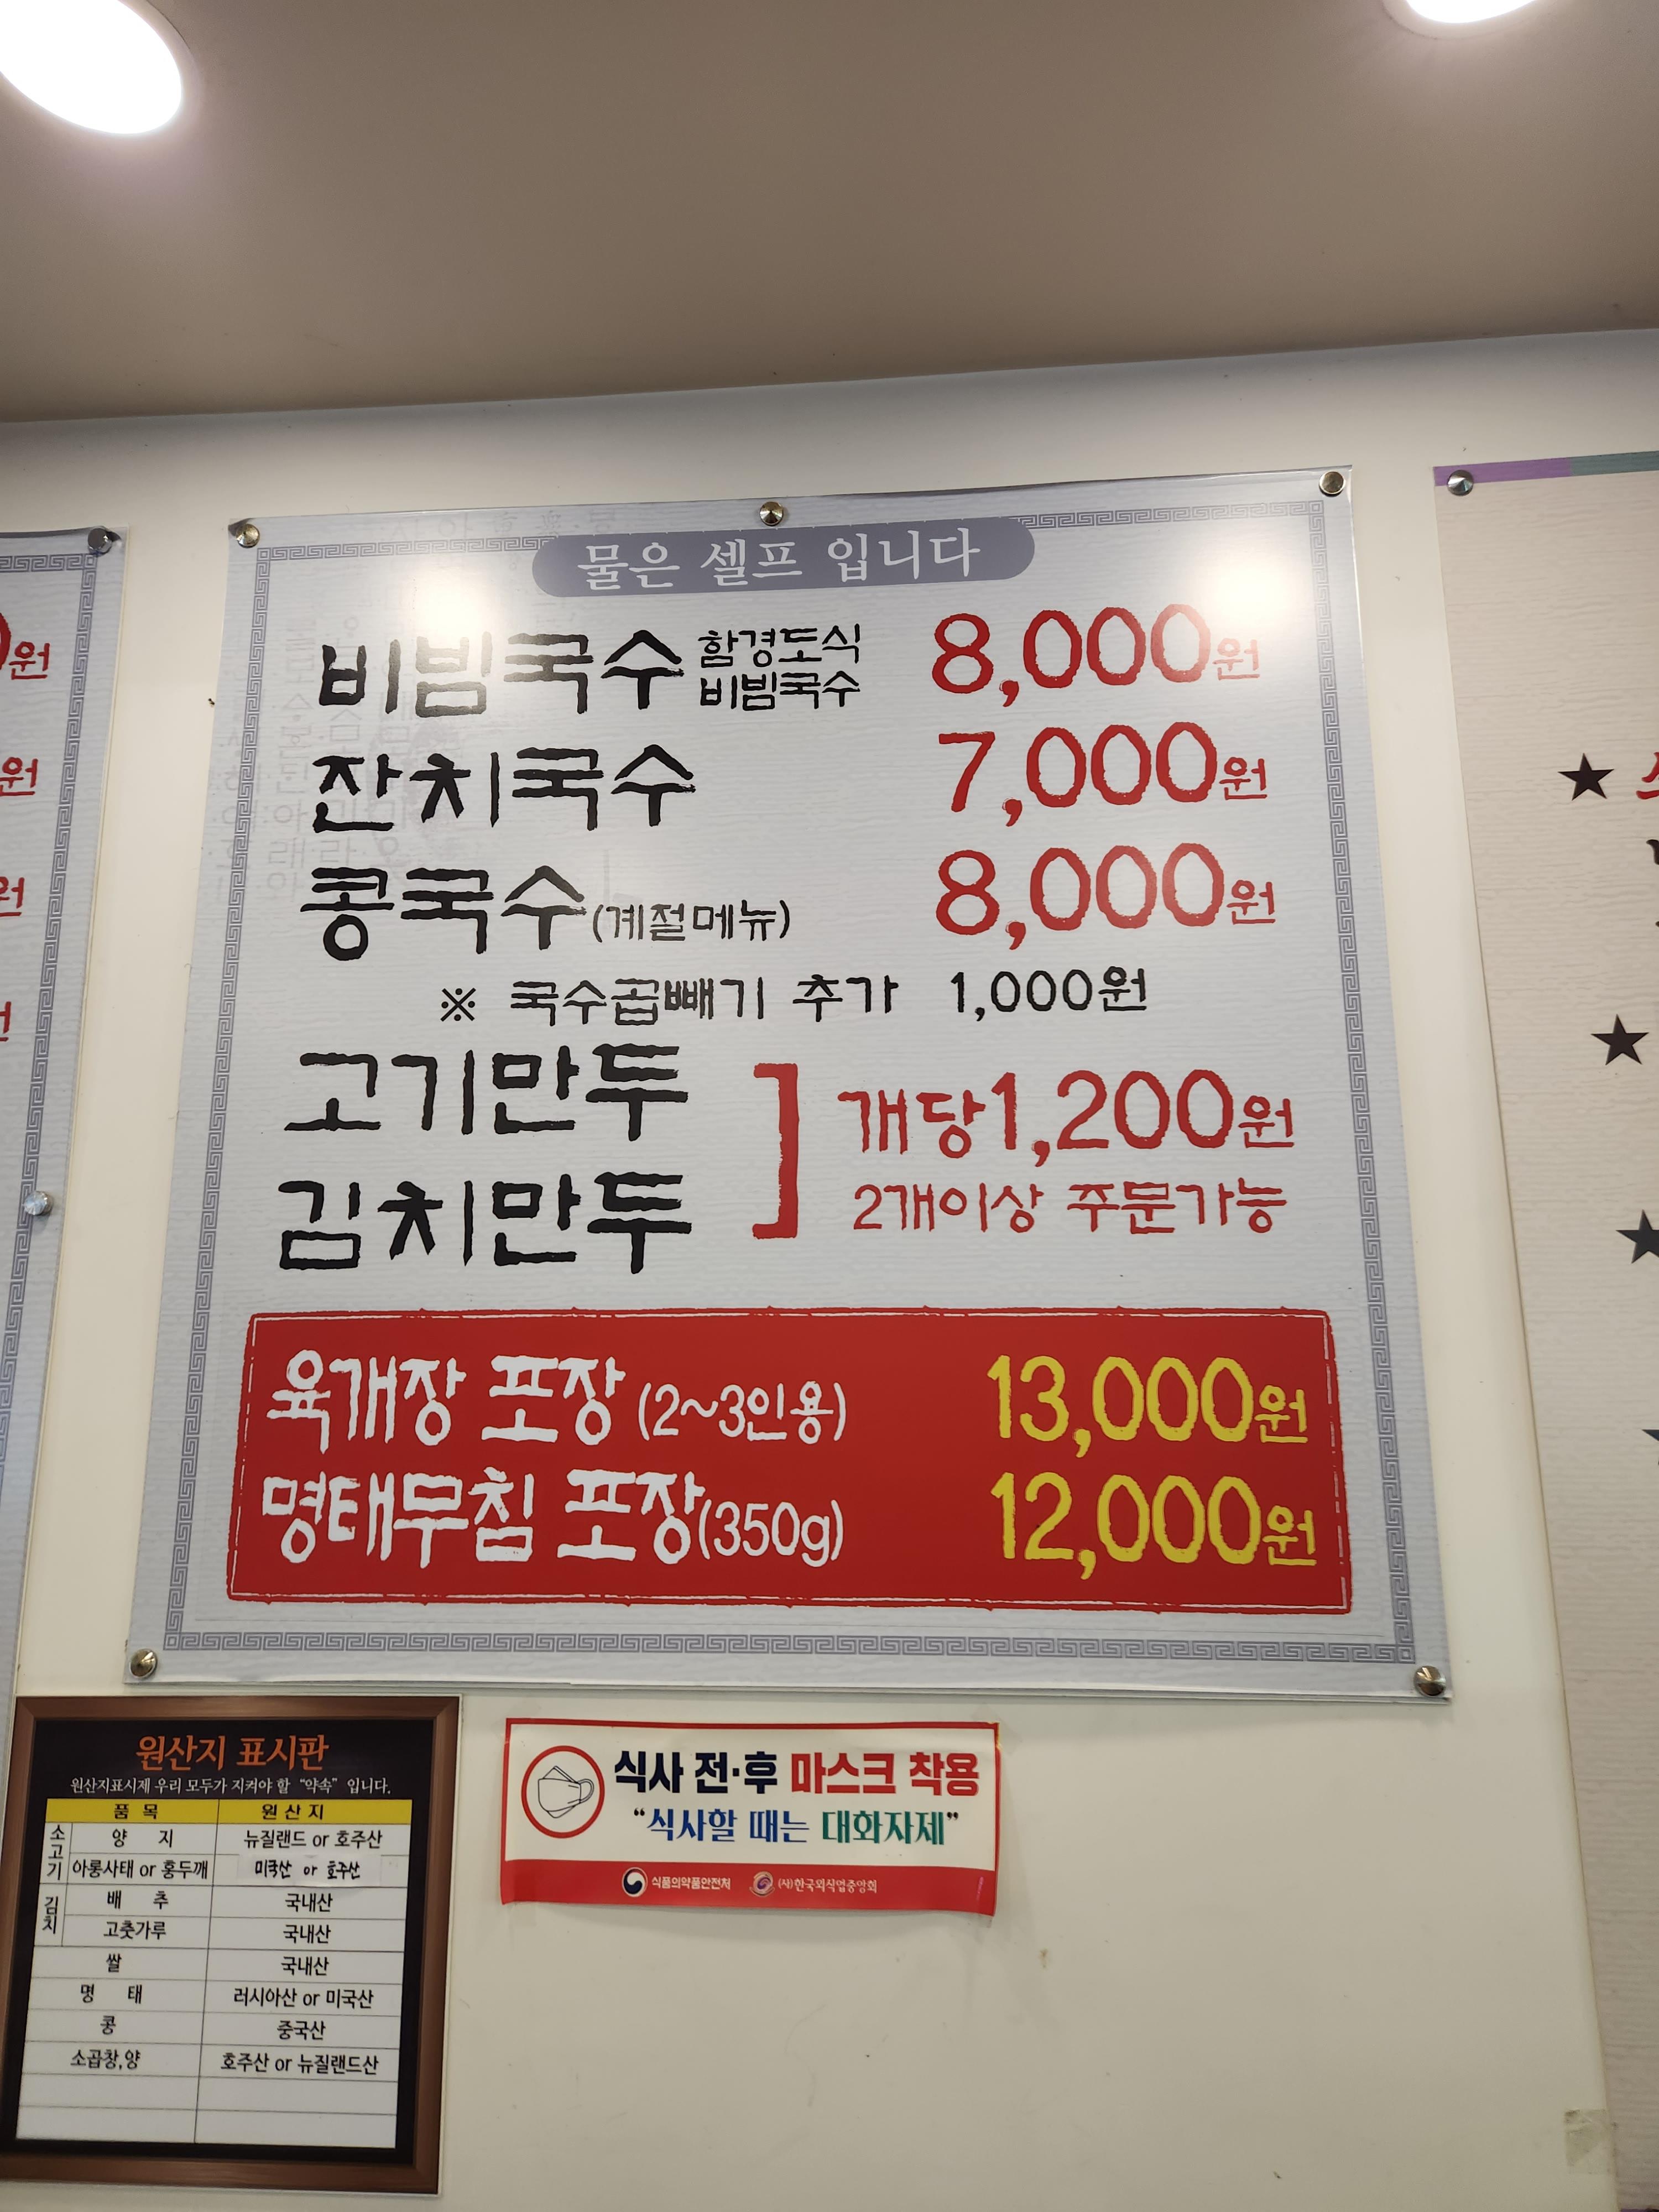 물은 셀프 입니다
비빔국수 함경도식 비빔국수 8,000원
잔치국수 7,000원
콩국수(계절메뉴) 8,000원
※ 국수곱빼기 추가 1,000원
고기만두
김치만두
개당1,200원
2개이상 주문가능
육개장 포장 (2~3인용) 13,000원
명태무침 포장(350g) 12,000원
원
원
원
원산지 표시판
원산지표시제 우리 모두가 지켜야 할 "약속" 입니다.
품 목 원 산 지
소고기 양 지 뉴질랜드 or 호주산
아롱사태 or 홍두깨 미국산 or 호주산
김치 배 추 국내산
고춧가루 국내산
쌀 국내산
명 태 러시아산 or 미국산
콩 중국산
소곱창,양 호주산 or 뉴질랜드산
식사 전·후 마스크 착용
"식사할 때는 대화자제"
식품의약품안전처 (사)한국외식업중앙회